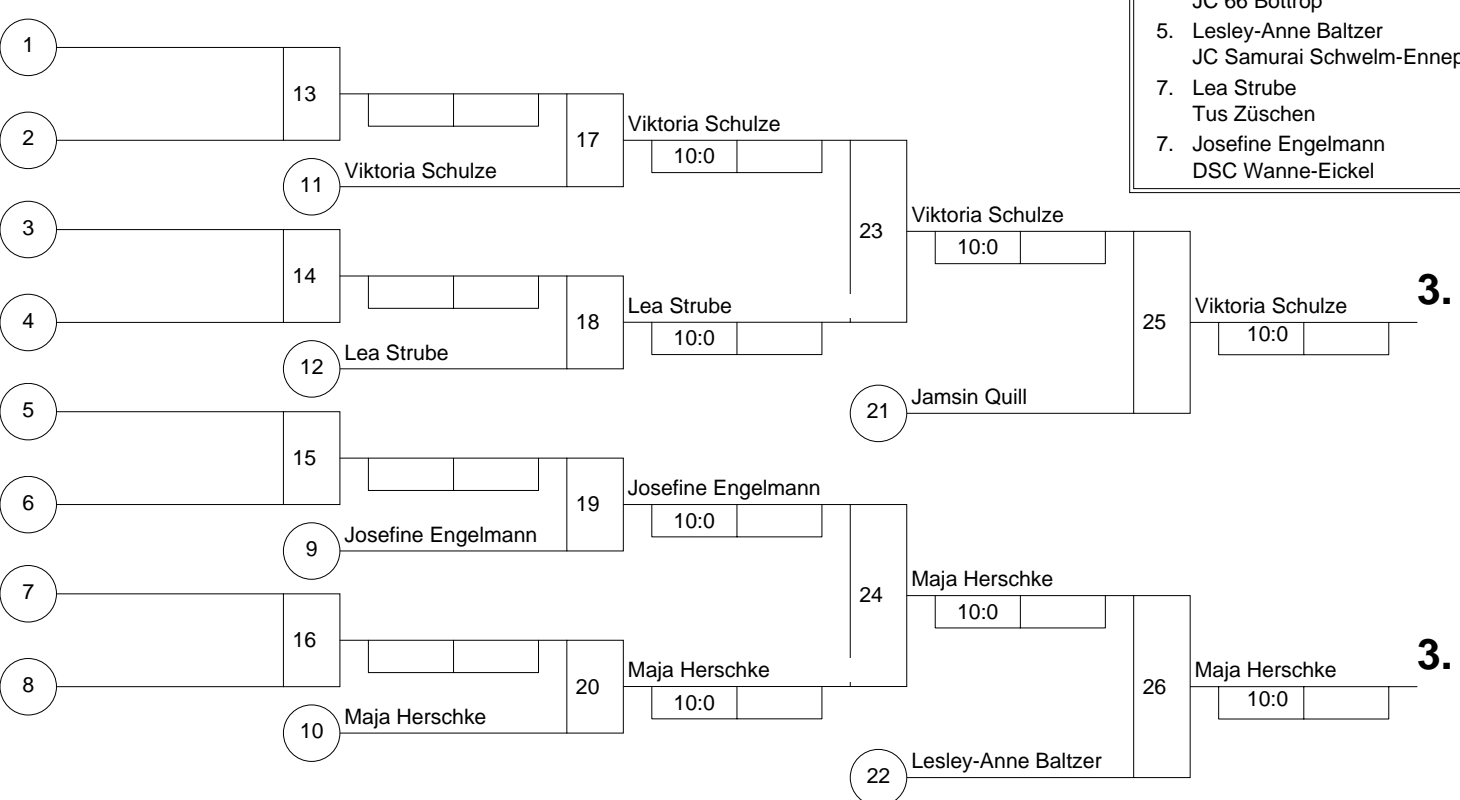 JC 66 Bottrop
5. Lesley-Anne Baltzer
JC Samurai Schwelm-Ennep
7. Lea Strube
Tus Züschen
7. Josefine Engelmann
DSC Wanne-Eickel
1
13
2
17
Viktoria Schulze
10:0
11
Viktoria Schulze
3
23
Viktoria Schulze
10:0
14
4
18
Lea Strube
10:0
12
Lea Strube
25
Viktoria Schulze
10:0
3.
5
21
Jamsin Quill
15
6
19
Josefine Engelmann
10:0
9
Josefine Engelmann
7
24
Maja Herschke
10:0
16
8
20
Maja Herschke
10:0
10
Maja Herschke
26
Maja Herschke
10:0
3.
22
Lesley-Anne Baltzer